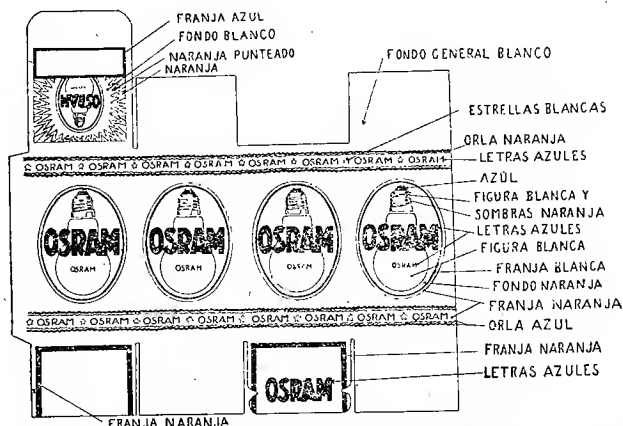 FRANJA AZUL
FONDO BLANCO
NARANJA PUNTEADO
NARANJA
FONDO GENERAL BLANCO
OSRAM
ESTRELLAS BLANCAS
ORLA NARANJA
LETRAS AZULES
☆ OSRAM ☆ OSRAM ☆ OSRAM ☆ OSRAM ☆ OSRAM ☆ OSRAM ☆ OSRAM ☆ OSRAM
AZUL
FIGURA BLANCA Y
SOMBRAS NARANJA
LETRAS AZULES
FIGURA BLANCA
FRANJA BLANCA
FONDO NARANJA
FRANJA NARANJA
ORLA AZUL
OSRAM OSRAM OSRAM OSRAM
OSRAM OSRAM OSRAM OSRAM
☆ OSRAM ☆ OSRAM ☆ OSRAM ☆ OSRAM ☆ OSRAM ☆ OSRAM ☆ OSRAM ☆ OSRAM
FRANJA NARANJA
LETRAS AZULES
OSRAM
FRANJA NARANJA